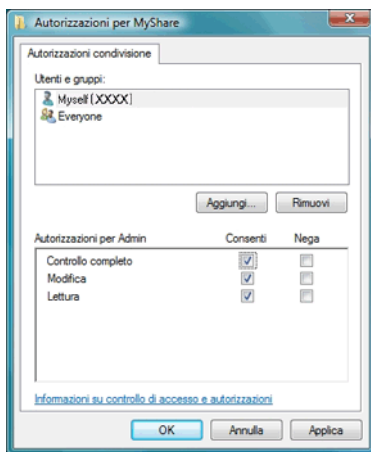 Autorizzazioni per MyShare
Autorizzazioni condivisione
Utenti e gruppi:
Myself (XXXX]
Everyone
Aggiungi... Rimuovi
Autorizzazioni per Admin Consenti Nega
Controllo completo
Modifica
Lettura
Informazioni su controllo di accesso e autorizzazioni
OK Annulla Applica